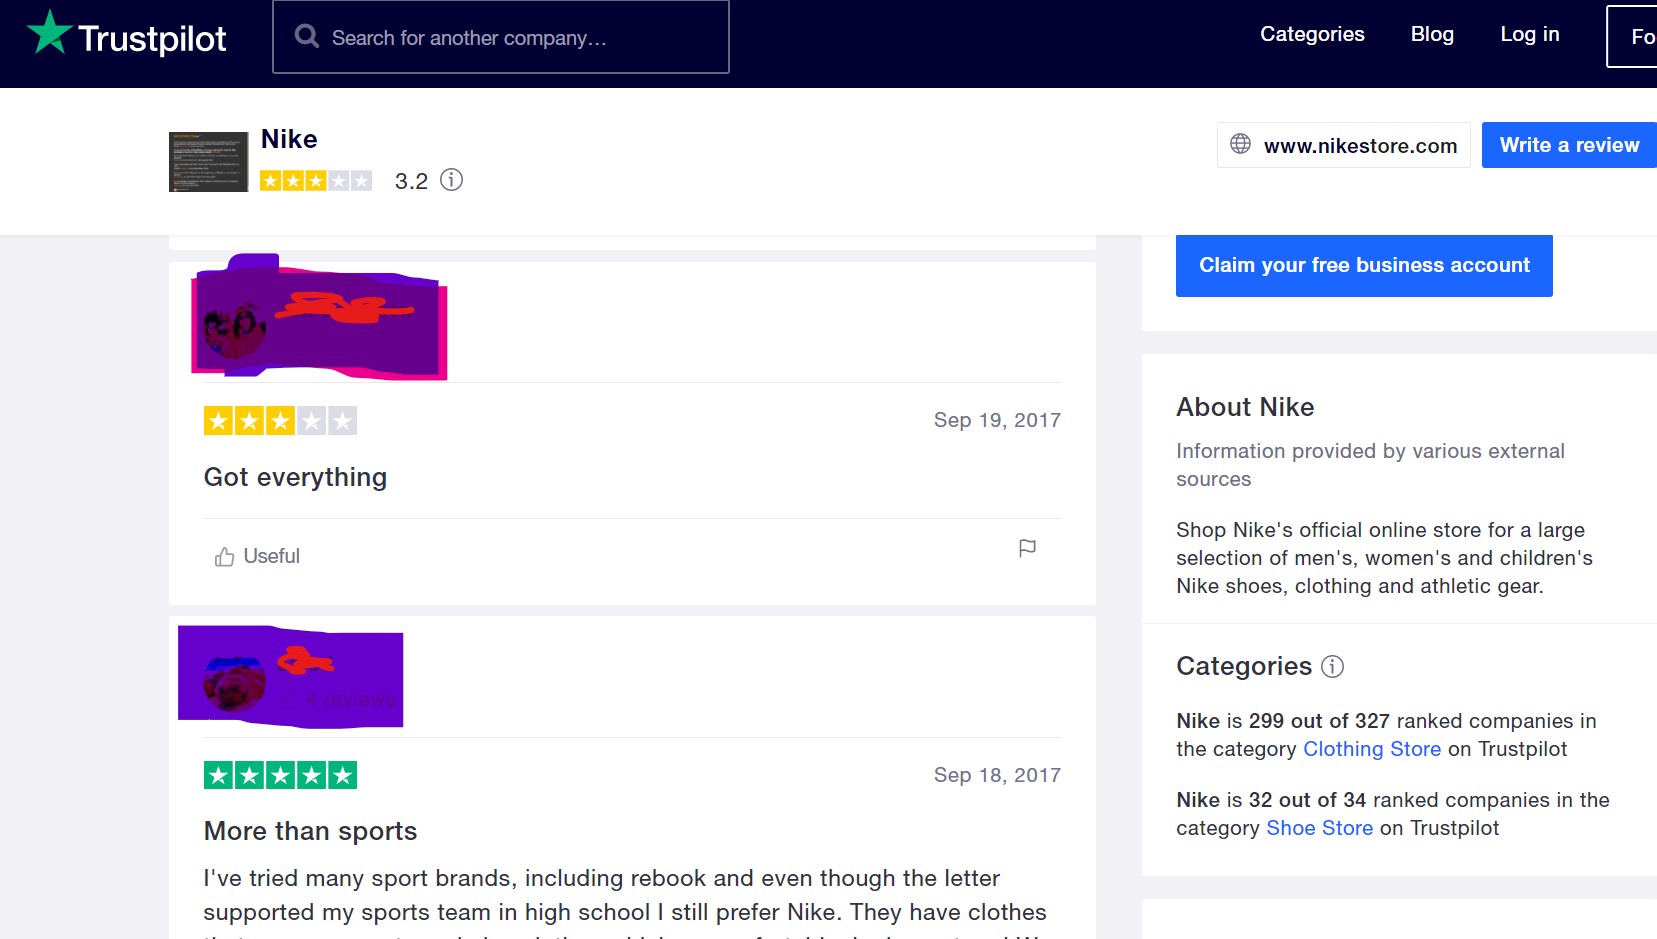 Trustpilot
Search for another company...
Categories
Blog
Log in
Fo
Nike
3.2
www.nikestore.com
Write a review
Claim your free business account
Sep 19, 2017
Got everything
Useful
4 reviews
Sep 18, 2017
More than sports
I've tried many sport brands, including rebook and even though the letter
supported my sports team in high school I still prefer Nike. They have clothes
About Nike
Information provided by various external
sources
Shop Nike's official online store for a large
selection of men's, women's and children's
Nike shoes, clothing and athletic gear.
Categories
Nike is 299 out of 327 ranked companies in
the category Clothing Store on Trustpilot
Nike is 32 out of 34 ranked companies in the
category Shoe Store on Trustpilot